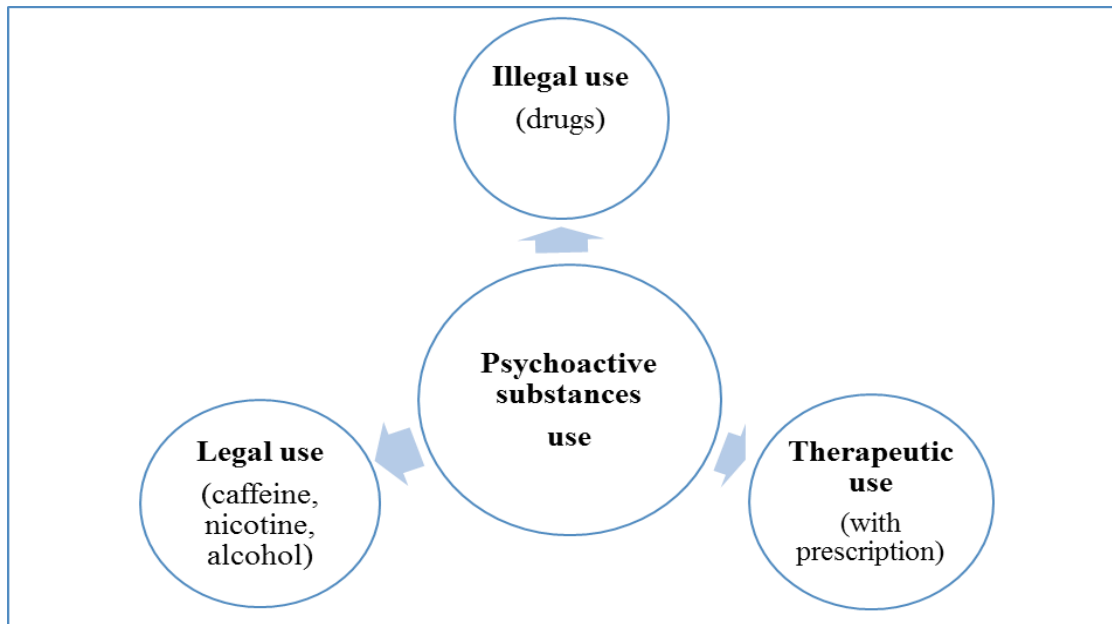 Illegal use
(drugs)
Psychoactive
substances
use
Legal use
(caffeine,
nicotine,
alcohol)
Therapeutic
use
(with
prescription)